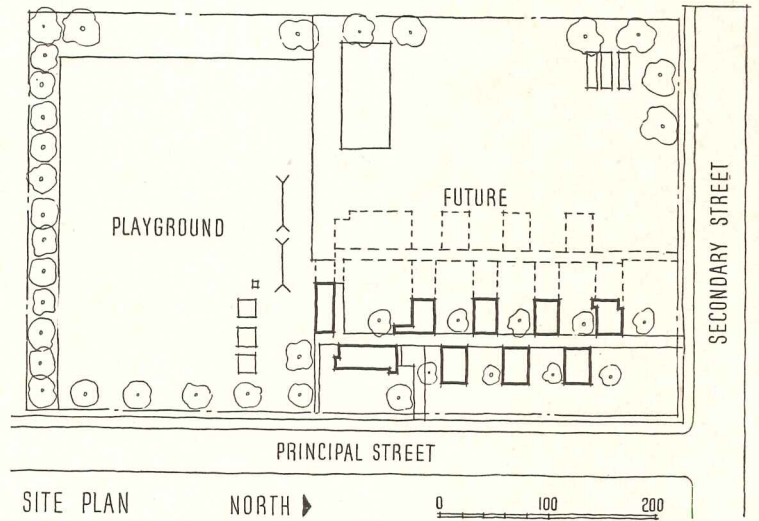 FUTURE
PLAYGROUND
SECONDARY STREET
PRINCIPAL STREET
SITE PLAN
NORTH
0 100 200